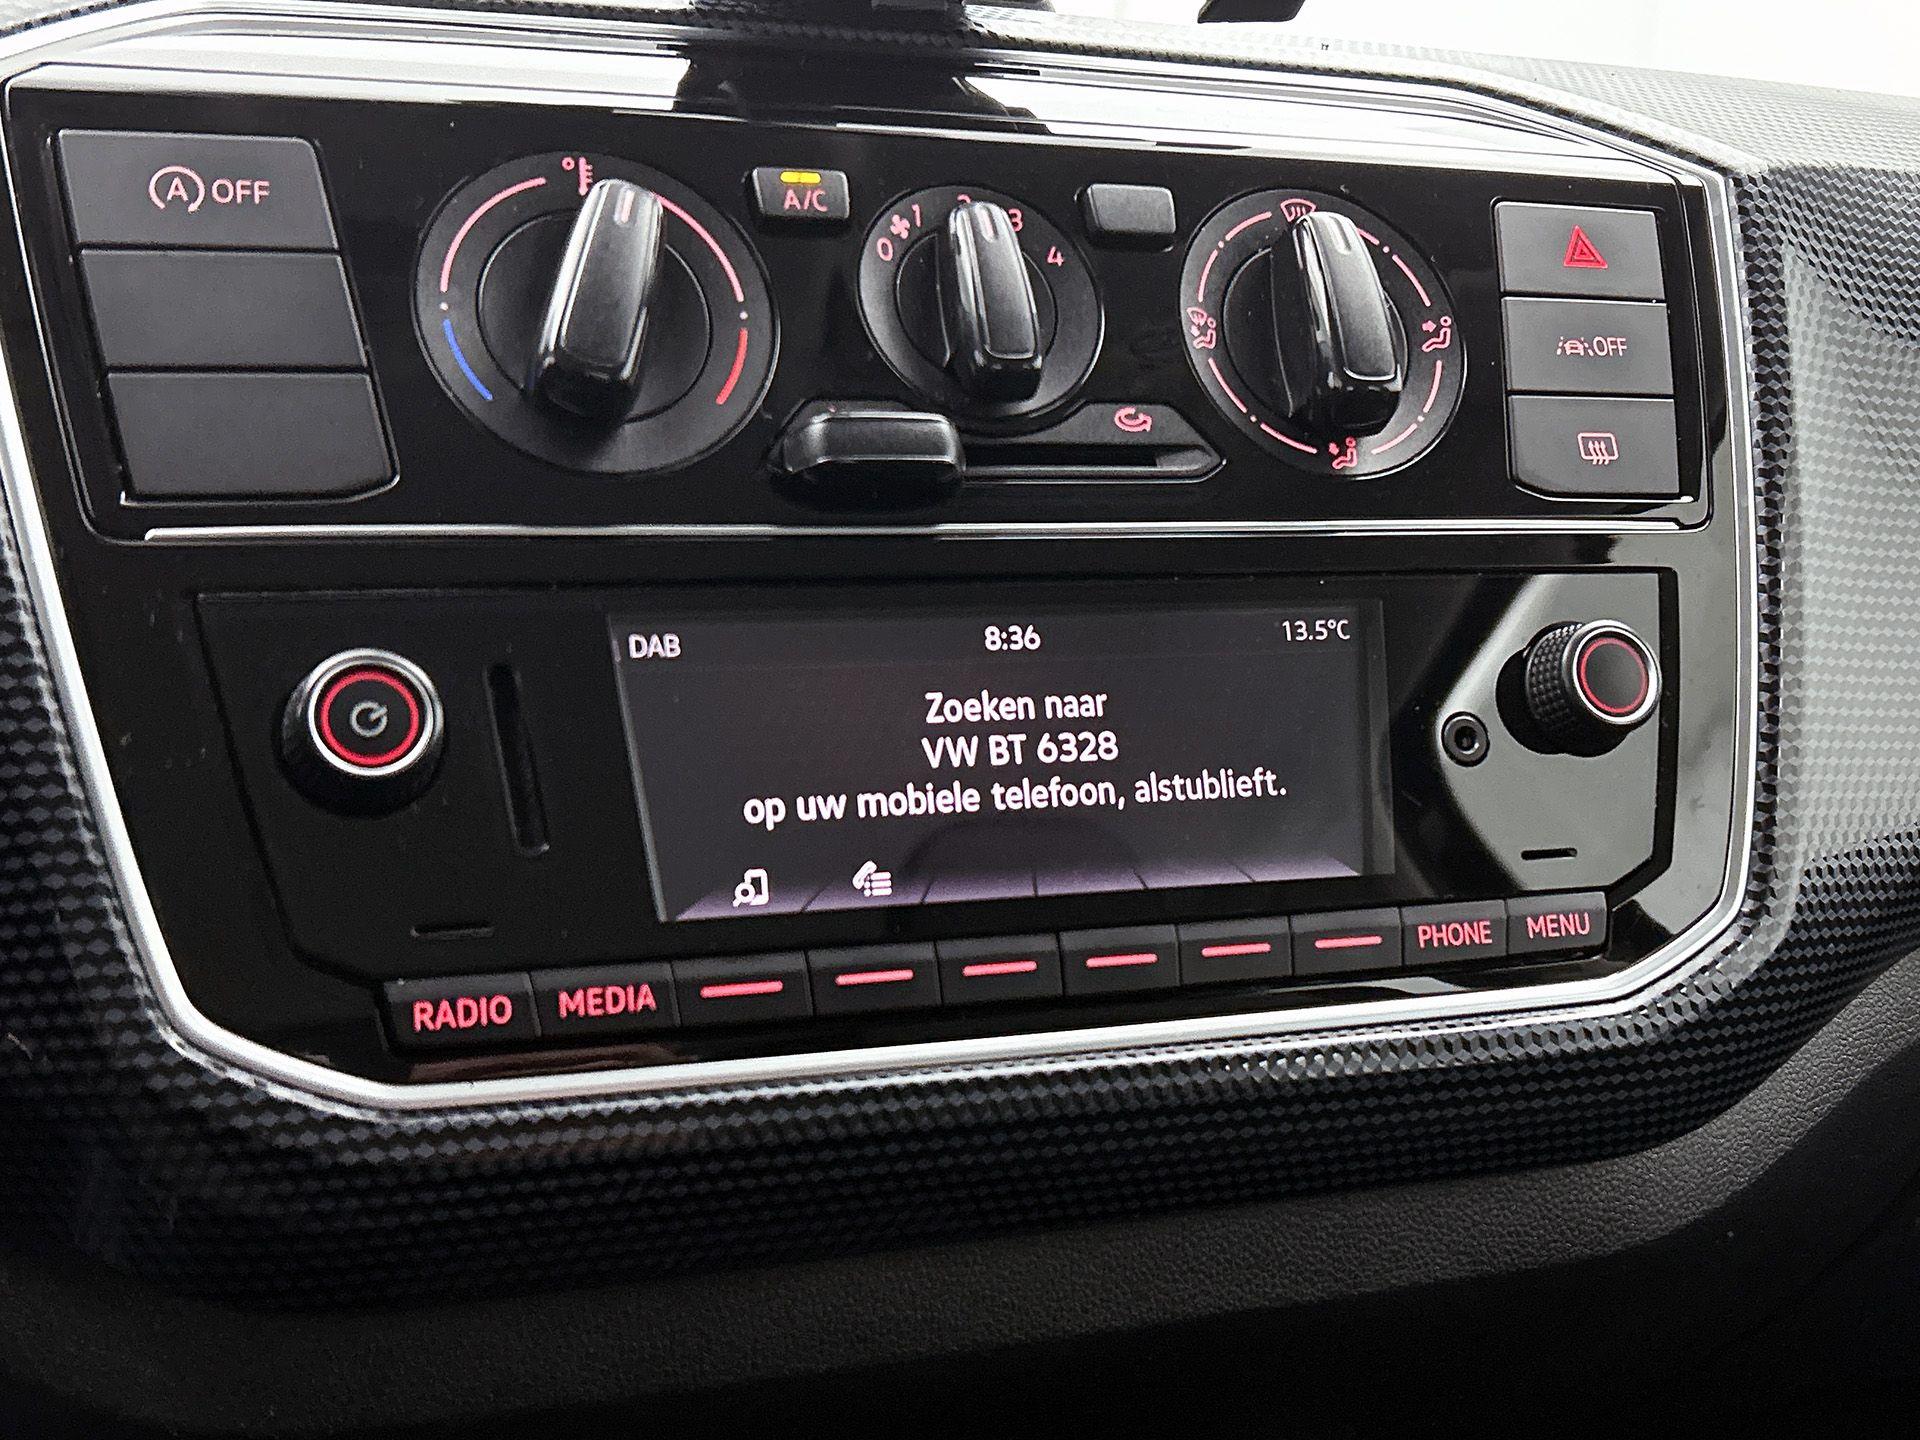 A OFF
A/C
0 1 2 3 4
OFF
DAB 8:36 13.5°C
Zoeken naar
VW BT 6328
op uw mobiele telefoon, alstublieft.
RADIO MEDIA PHONE MENU